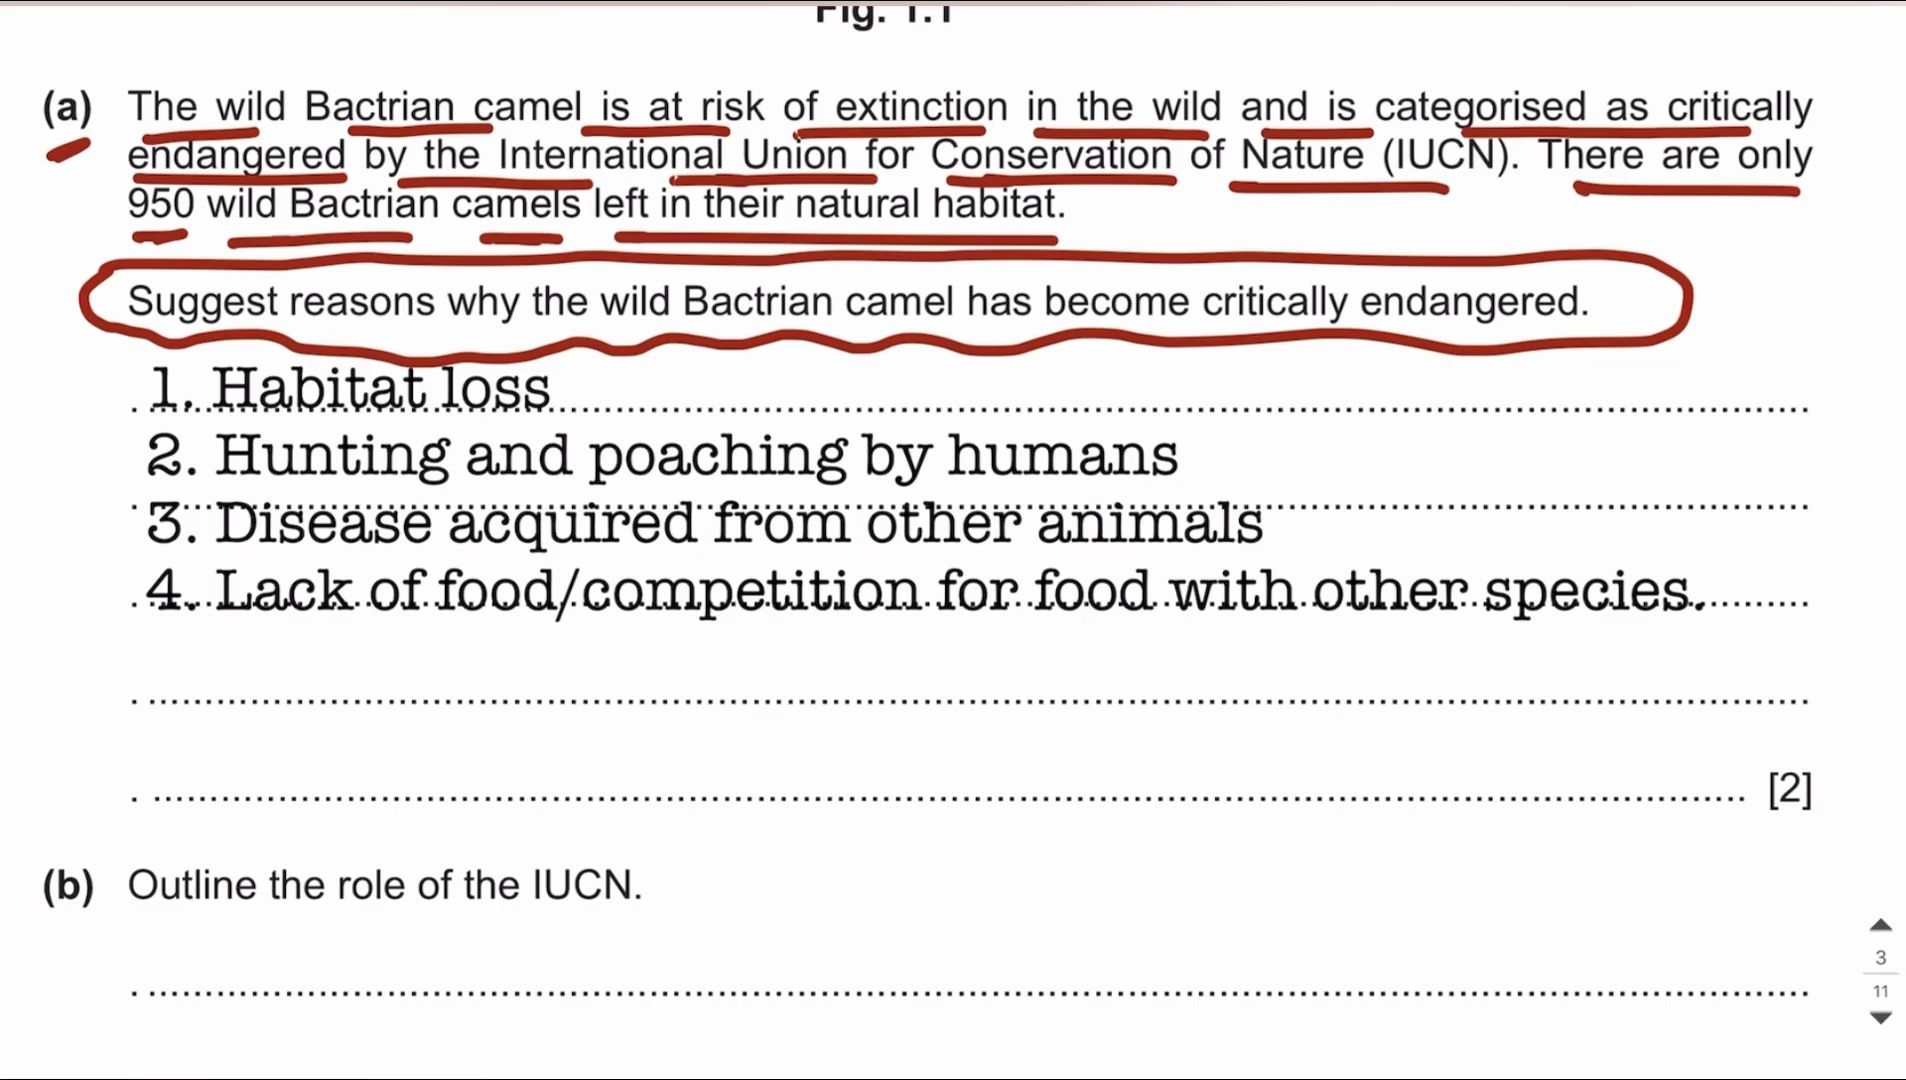 Fig. 1.1
(a) The wild Bactrian camel is at risk of extinction in the wild and is categorised as critically
endangered by the International Union for Conservation of Nature (IUCN). There are only
950 wild Bactrian camels left in their natural habitat.
Suggest reasons why the wild Bactrian camel has become critically endangered.
1. Habitat loss
2. Hunting and poaching by humans
3. Disease acquired from other animals
4. Lack of food/competition for food with other species.
[2]
(b) Outline the role of the IUCN.
3
11